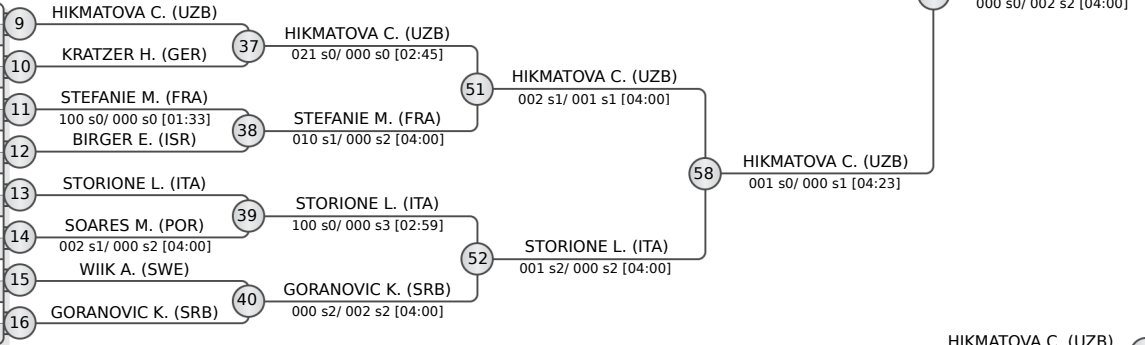 000 s0/ 002 s2 [04:00]
9
HIKMATOVA C. (UZB)
10
KRATZER H. (GER)
37
HIKMATOVA C. (UZB)
021 s0/ 000 s0 [02:45]
11
STEFANIE M. (FRA)
100 s0/ 000 s0 [01:33]
12
BIRGER E. (ISR)
38
STEFANIE M. (FRA)
010 s1/ 000 s2 [04:00]
51
HIKMATOVA C. (UZB)
002 s1/ 001 s1 [04:00]
13
STORIONE L. (ITA)
14
SOARES M. (POR)
002 s1/ 000 s2 [04:00]
39
STORIONE L. (ITA)
100 s0/ 000 s3 [02:59]
15
WIIK A. (SWE)
16
GORANOVIC K. (SRB)
40
GORANOVIC K. (SRB)
000 s2/ 002 s2 [04:00]
52
STORIONE L. (ITA)
001 s2/ 000 s2 [04:00]
58
HIKMATOVA C. (UZB)
001 s0/ 000 s1 [04:23]
HIKMATOVA C. (UZB)